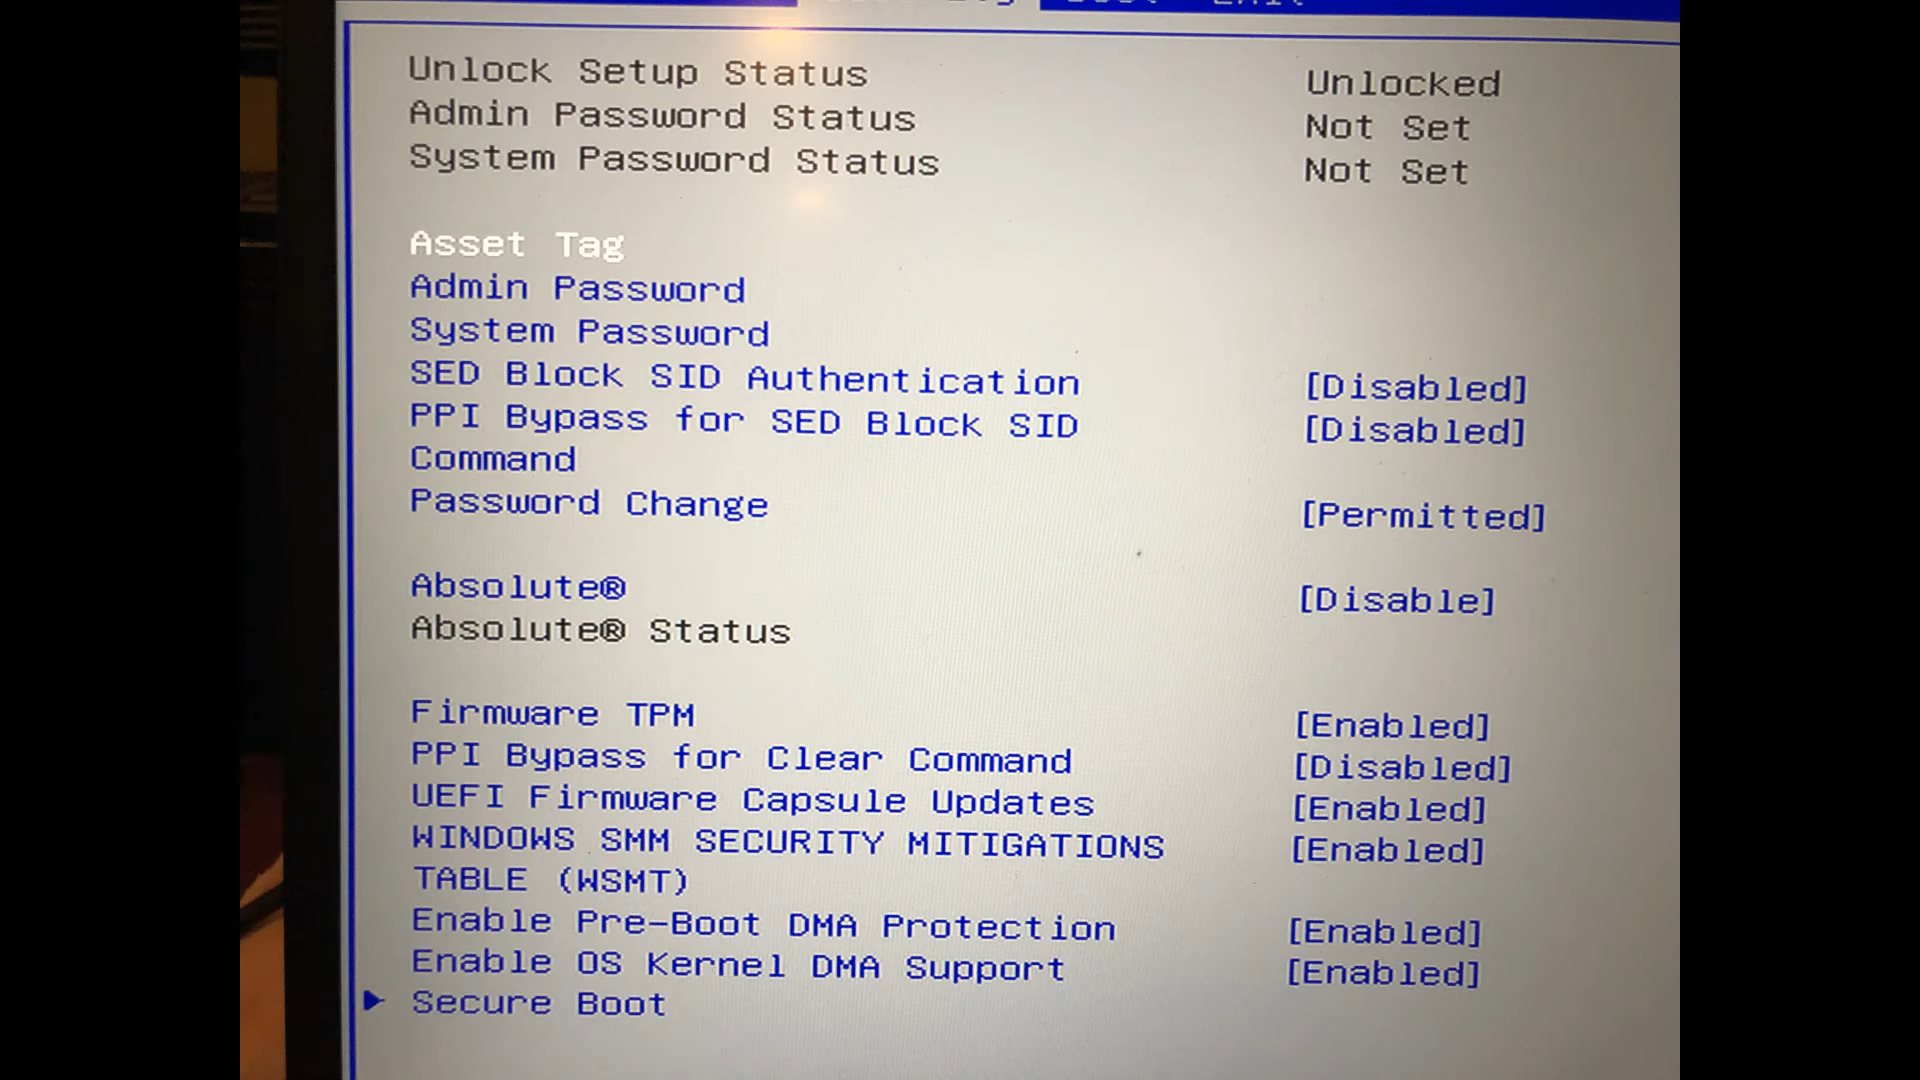 Unlock Setup Status Unlocked
Admin Password Status Not Set
System Password Status Not Set
Asset Tag
Admin Password
System Password
SED Block SID Authentication [Disabled]
PPI Bypass for SED Block SID [Disabled]
Command
Password Change [Permitted]
Absolute® [Disable]
Absolute® Status
Firmware TPM [Enabled]
PPI Bypass for Clear Command [Disabled]
UEFI Firmware Capsule Updates [Enabled]
WINDOWS SMM SECURITY MITIGATIONS [Enabled]
TABLE (WSMT)
Enable Pre-Boot DMA Protection [Enabled]
Enable OS Kernel DMA Support [Enabled]
Secure Boot